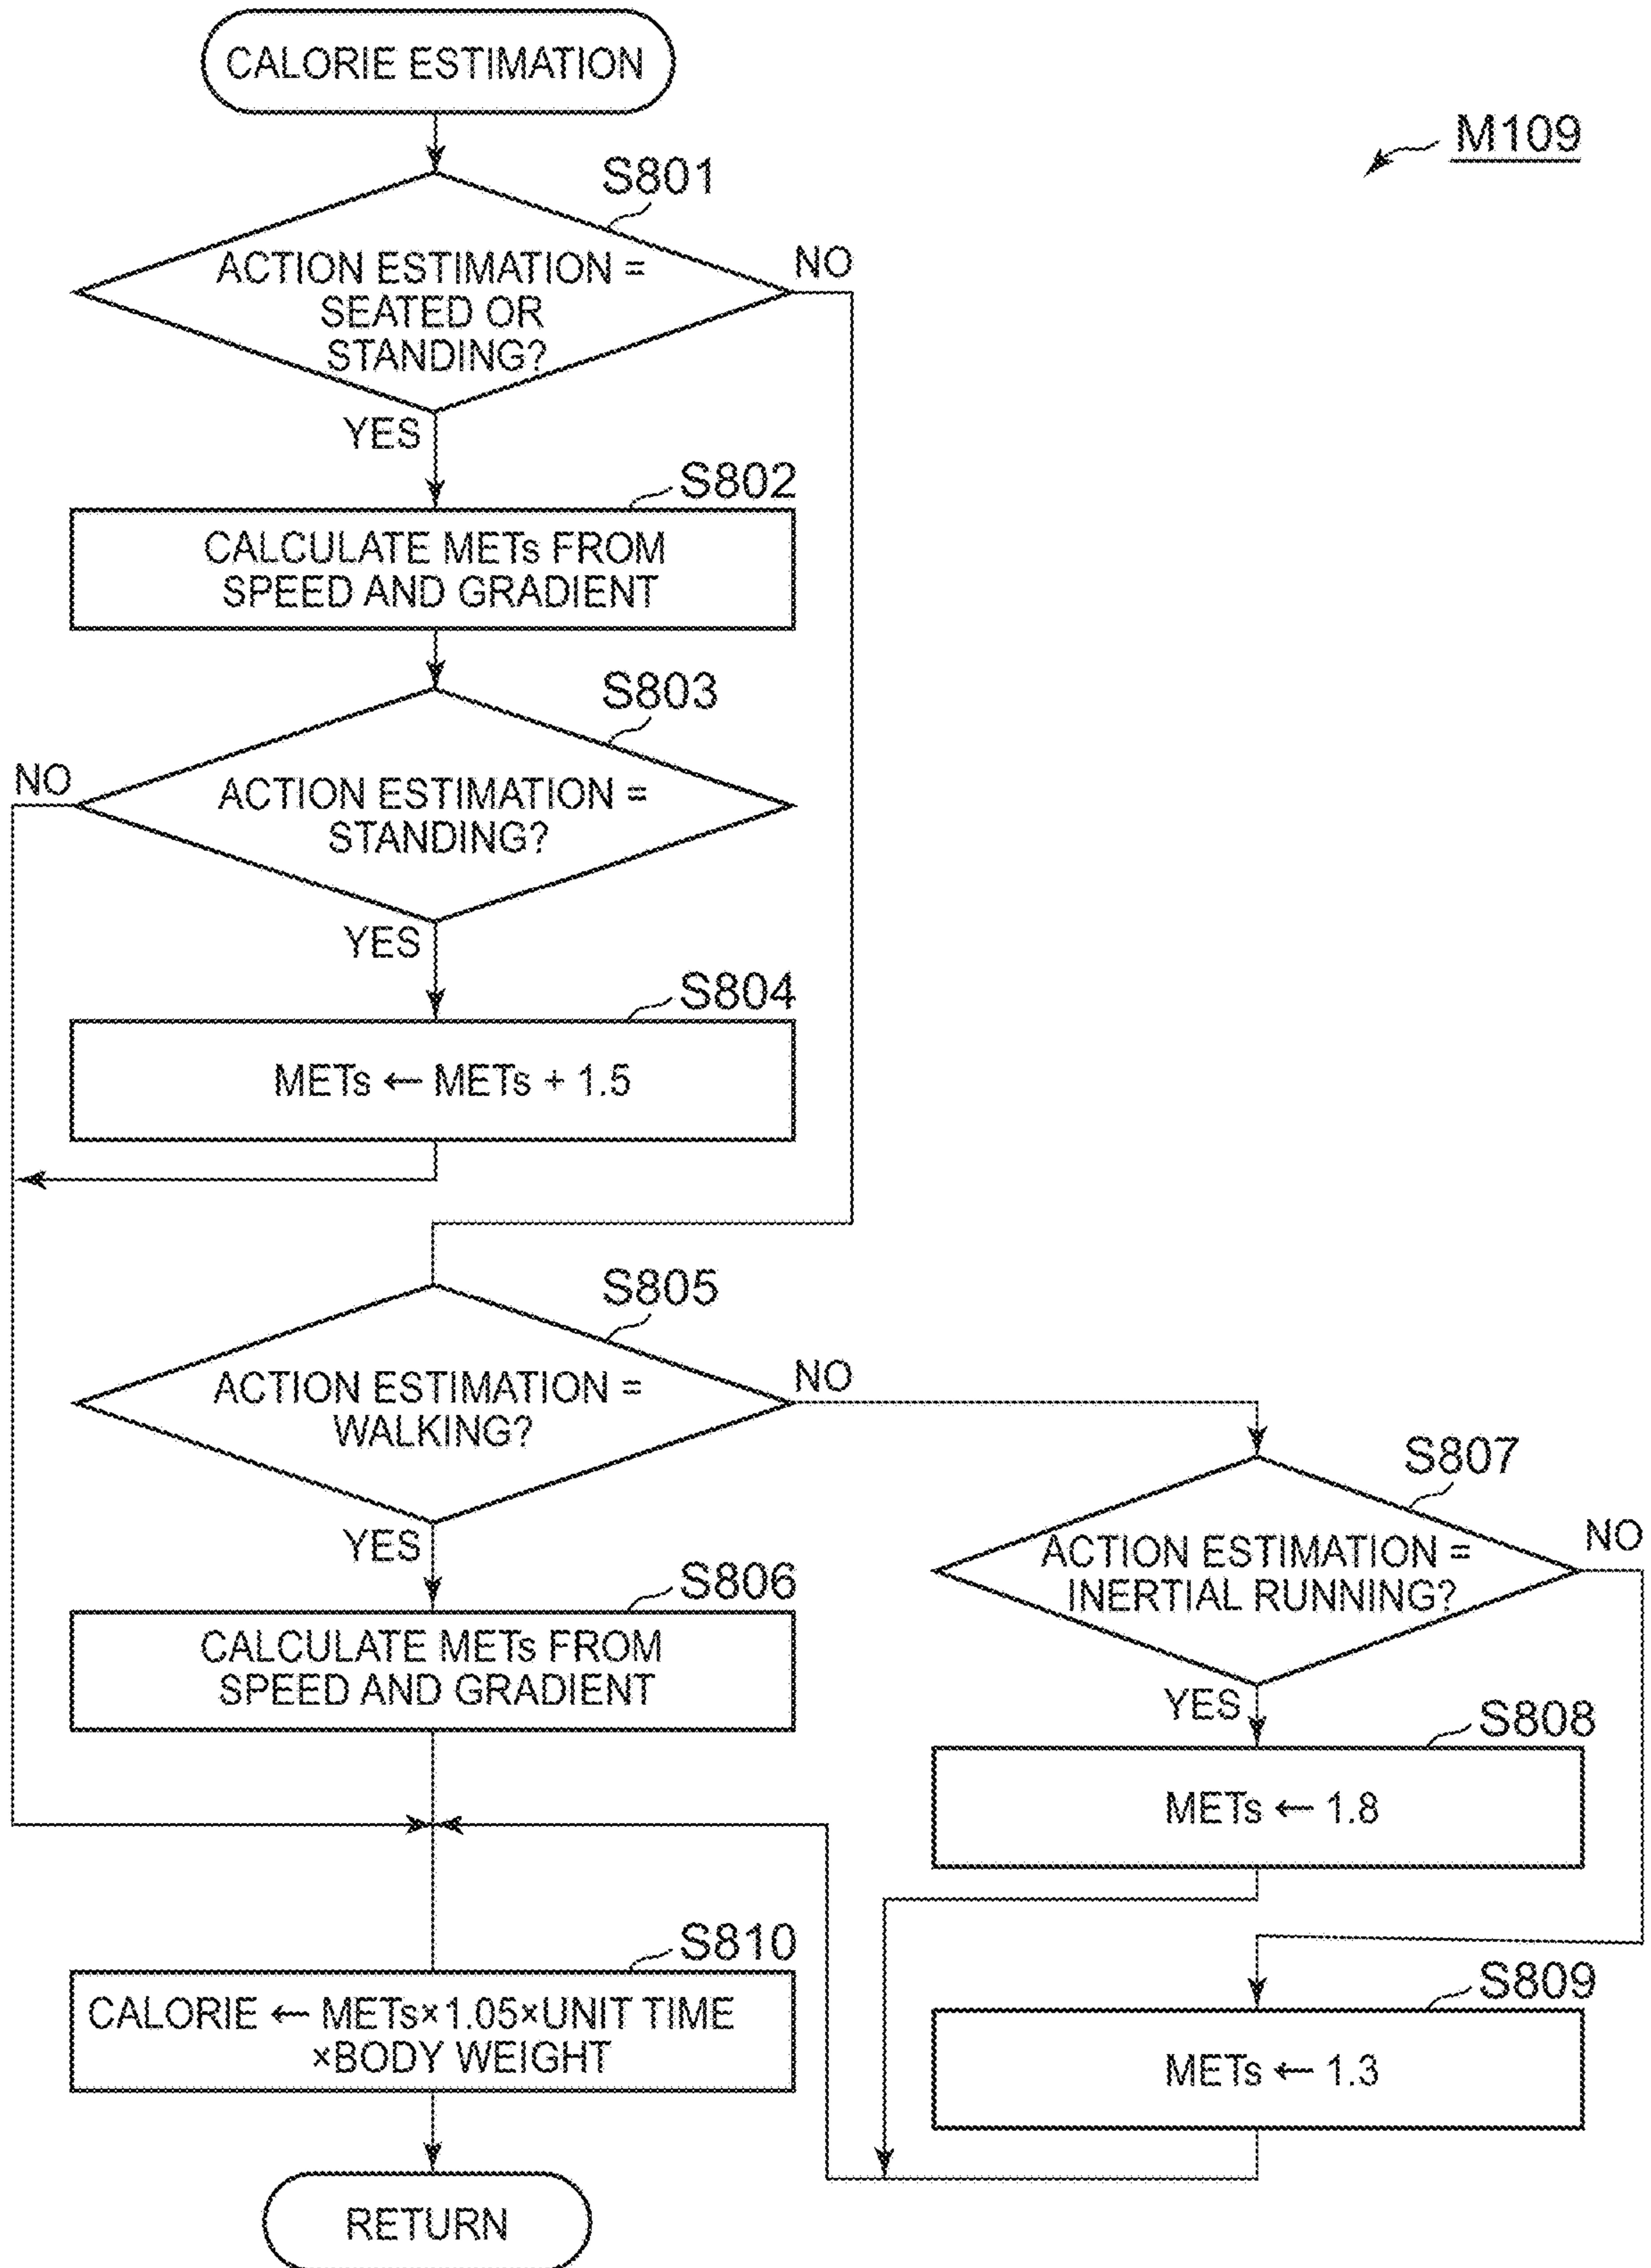 CALORIE ESTIMATION
M109
S801
ACTION ESTIMATION =
SEATED OR
STANDING?
NO
YES
S802
CALCULATE METs FROM
SPEED AND GRADIENT
S803
NO
ACTION ESTIMATION =
STANDING?
YES
S804
METs ← METs + 1.5
S805
ACTION ESTIMATION =
WALKING?
NO
YES
S806
CALCULATE METs FROM
SPEED AND GRADIENT
S807
ACTION ESTIMATION =
INERTIAL RUNNING?
NO
YES
S808
METs ← 1.8
S809
METs ← 1.3
S810
CALORIE ← METs×1.05×UNIT TIME
×BODY WEIGHT
RETURN